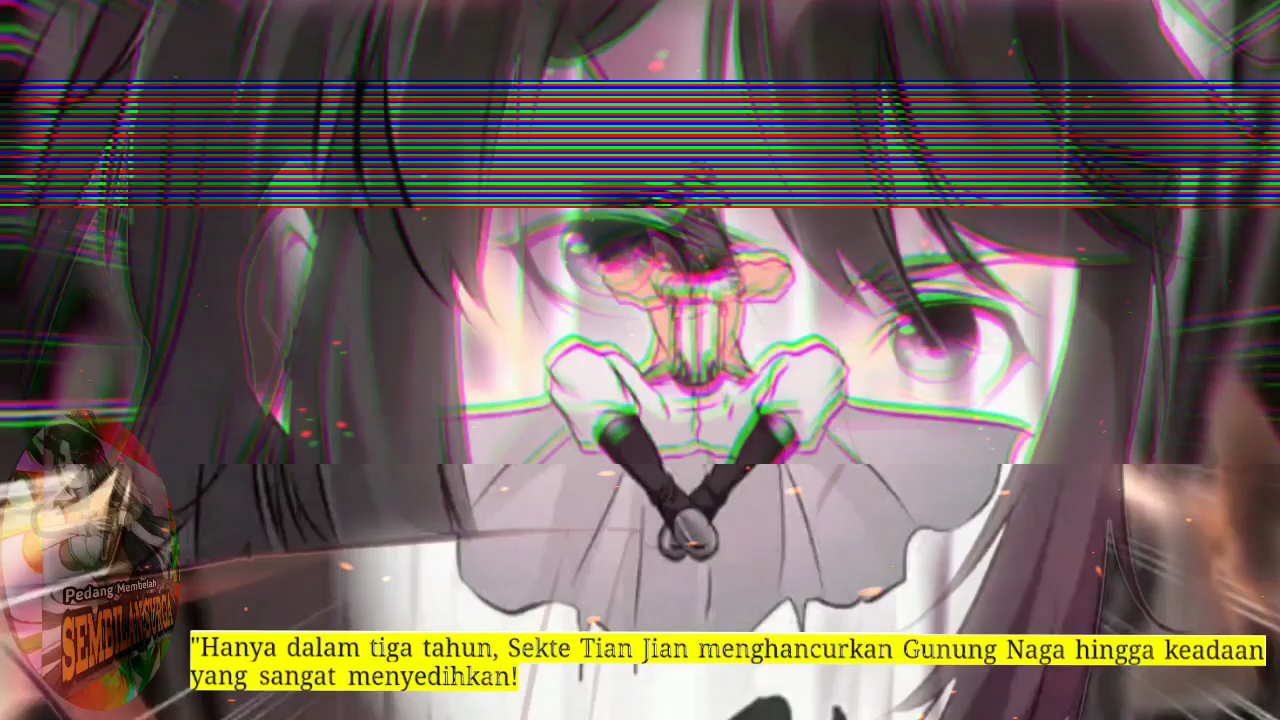 Pedang Membelah
SEMBILAN SURGA
"Hanya dalam tiga tahun, Sekte Tian Jian menghancurkan Gunung Naga hingga keadaan
yang sangat menyedihkan!